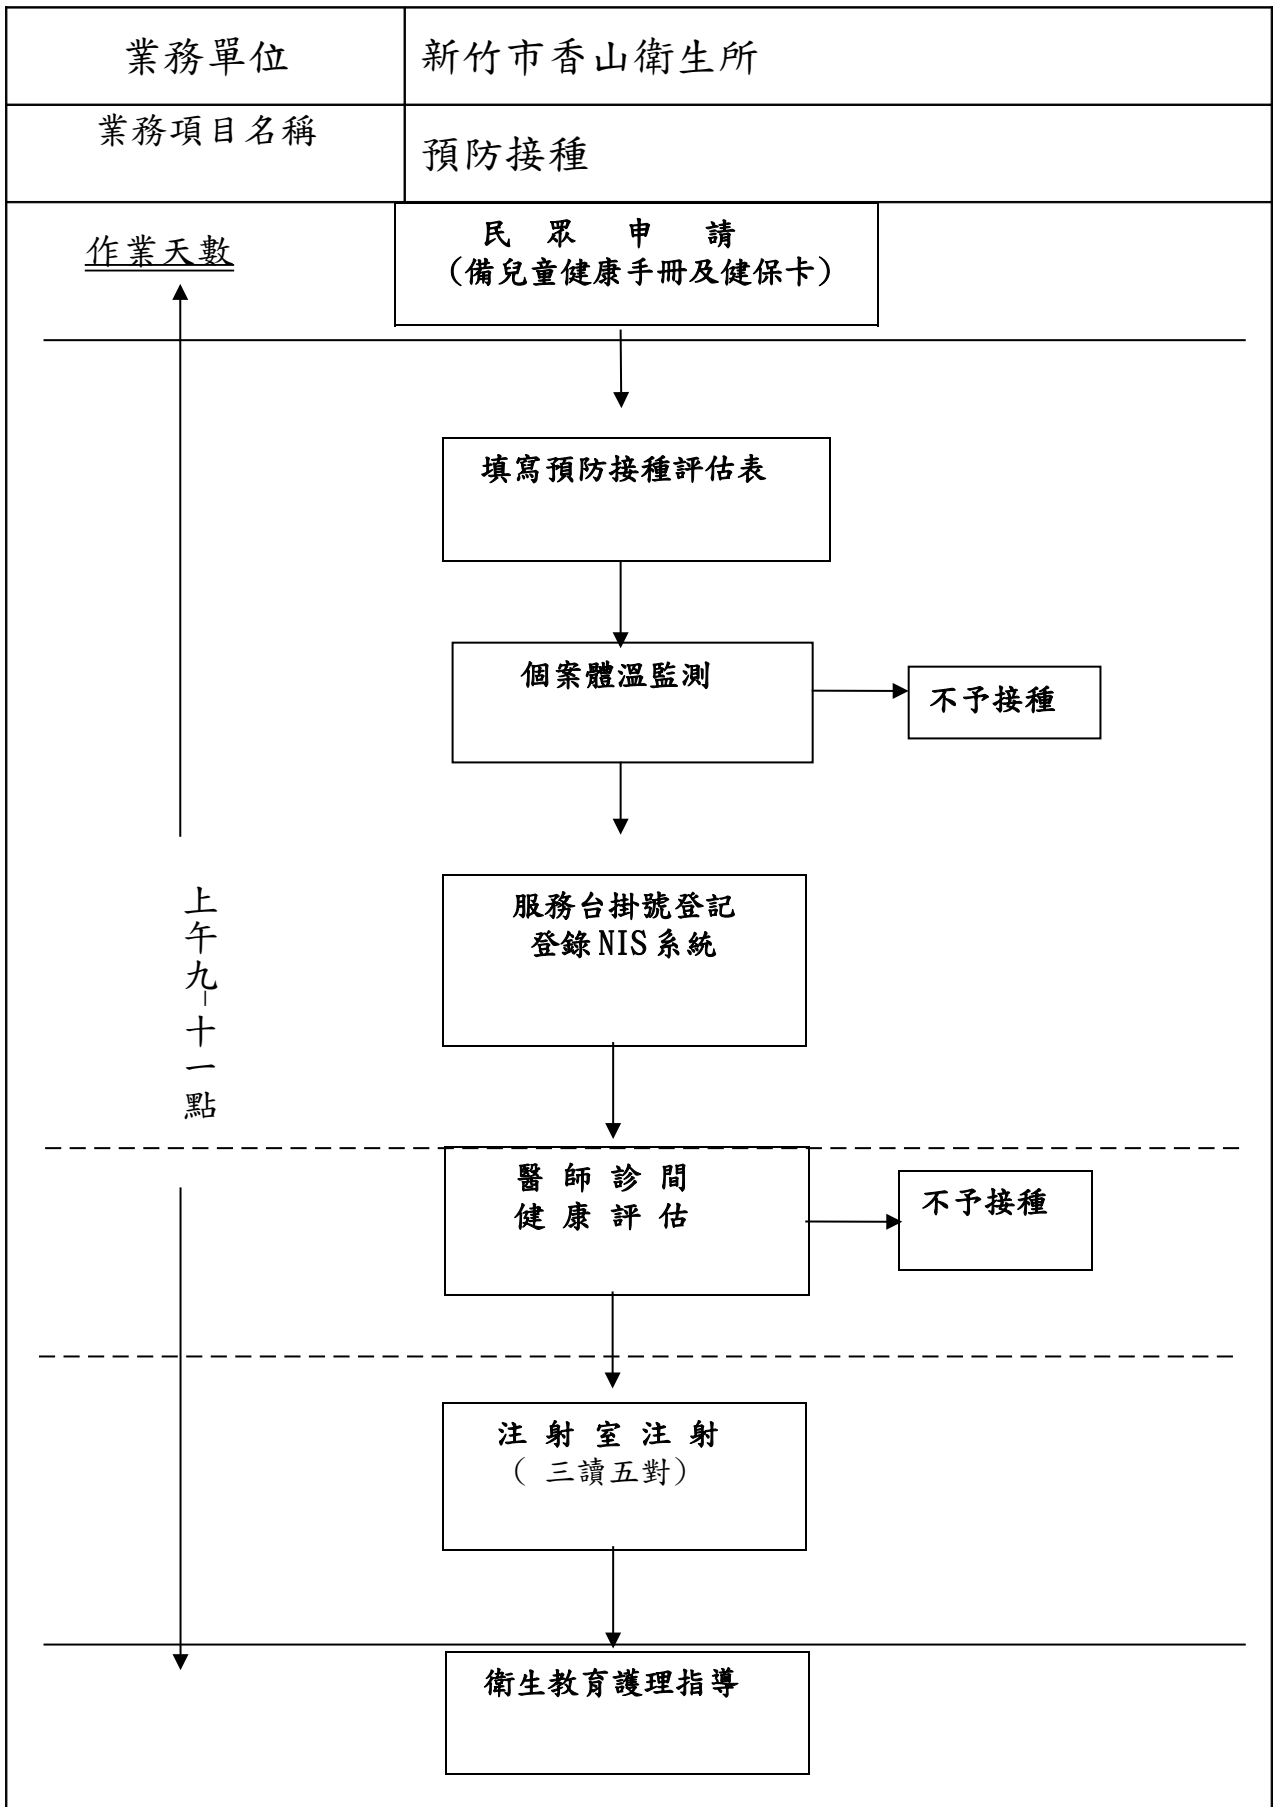 業務單位
新竹市香山衛生所
業務項目名稱
預防接種
作業天數
民 眾 申 請
(備兒童健康手冊及健保卡)
填寫預防接種評估表
個案體溫監測
不予接種
服務台掛號登記
登錄 NIS 系統
上午九-十一點
醫 師 診 間
健 康 評 估
不予接種
注 射 室 注 射
( 三讀五對)
衛生教育護理指導